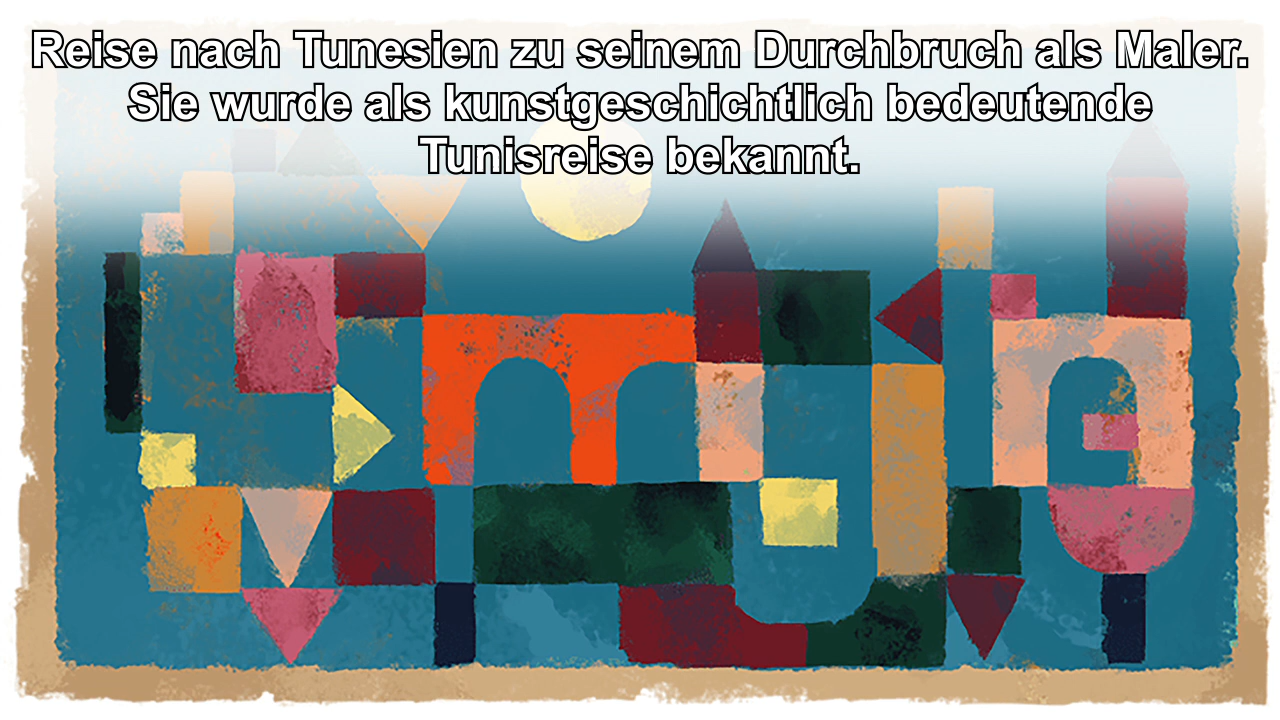 Reise nach Tunesien zu seinem Durchbruch als Maler.
Sie wurde als kunstgeschichtlich bedeutende
Tunisreise bekannt.